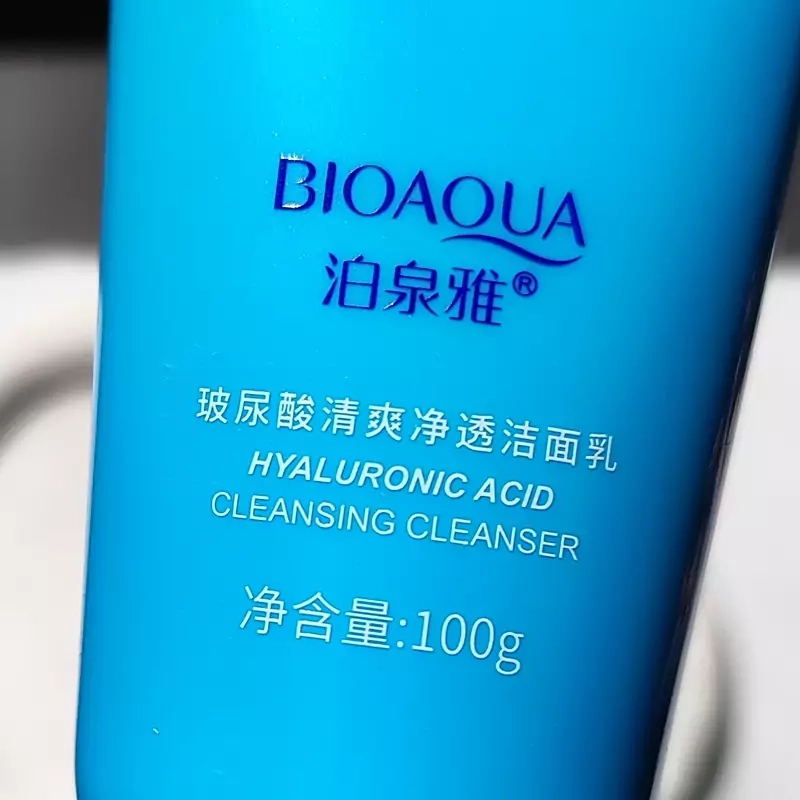 BIOAQUA
泊泉雅®
玻尿酸清爽净透洁面乳
HYALURONIC ACID
CLEANSING CLEANSER
净含量:100g